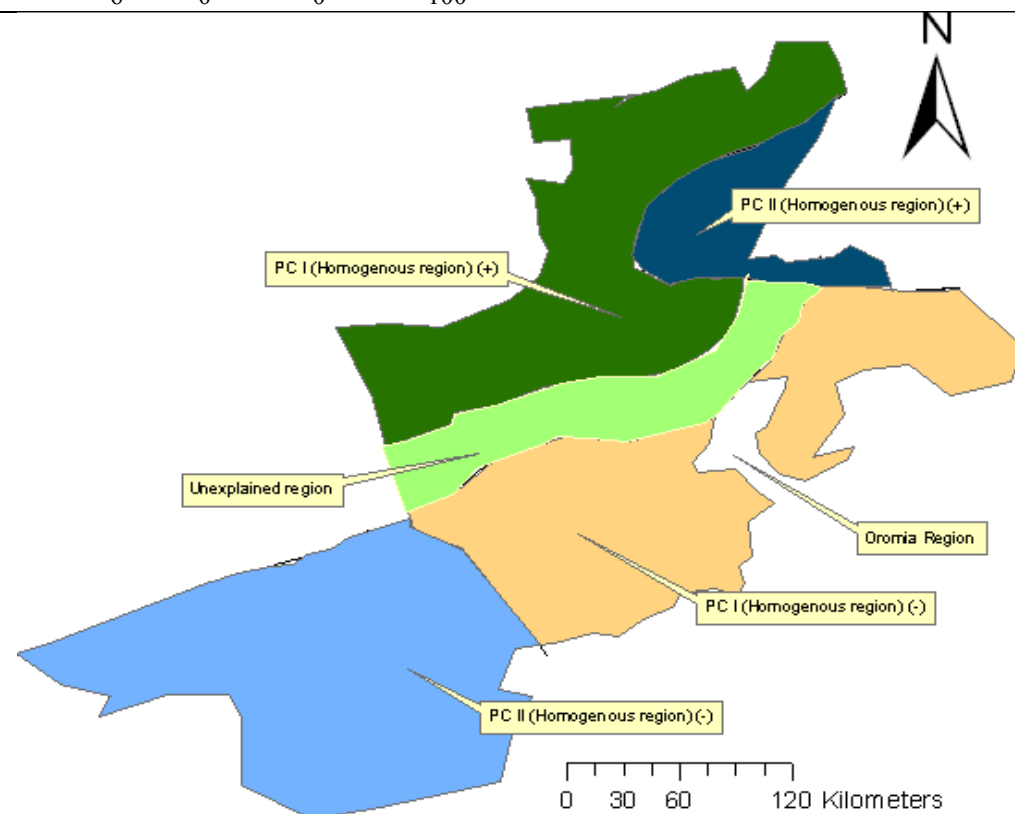 N
PC II (Homogenous region) (+)
PC I (Homogenous region) (+)
Unexplained region
Oromia Region
PC I (Homogenous region) (-)
PC II (Homogenous region) (-)
0 30 60 120 Kilometers